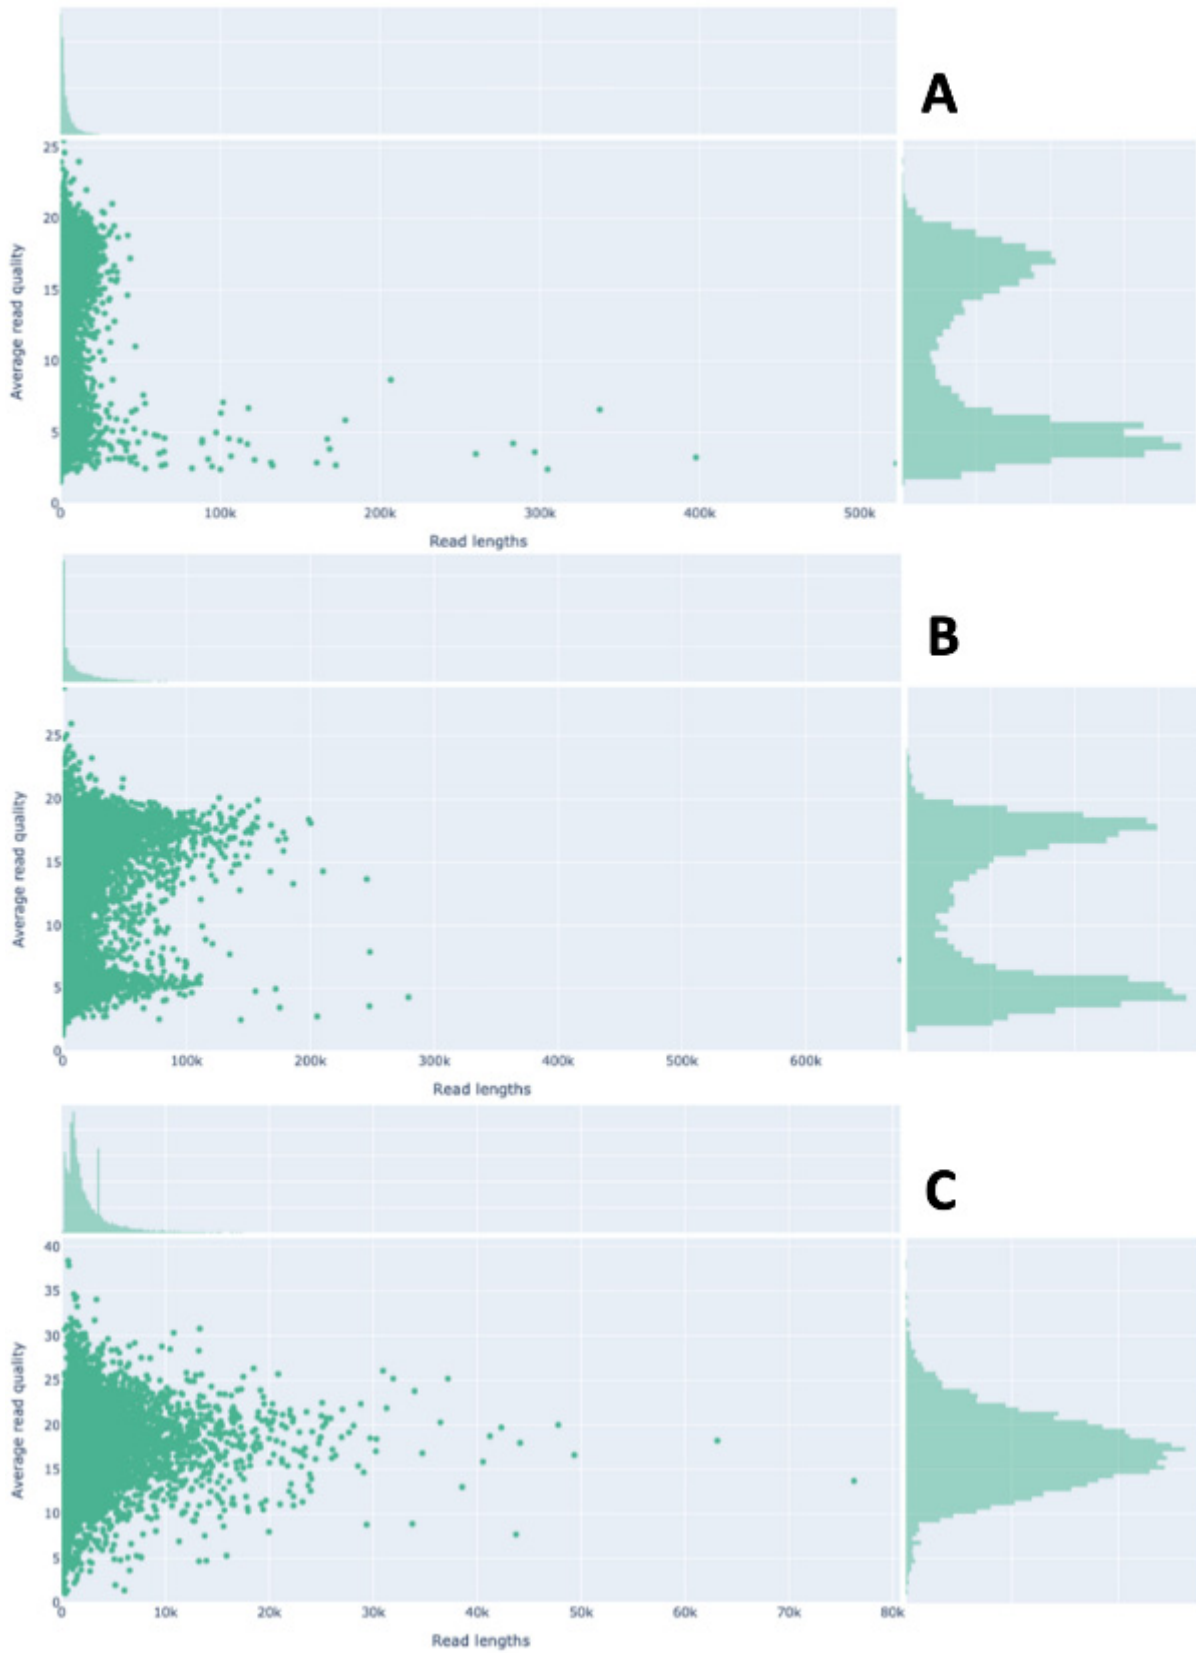 A
25
20
15
10
5
0
Average read quality
0 100k 200k 300k 400k 500k
Read lengths
B
25
20
15
10
5
0
Average read quality
0 100k 200k 300k 400k 500k 600k
Read lengths
C
40
35
30
25
20
15
10
5
0
Average read quality
0 10k 20k 30k 40k 50k 60k 70k 80k
Read lengths